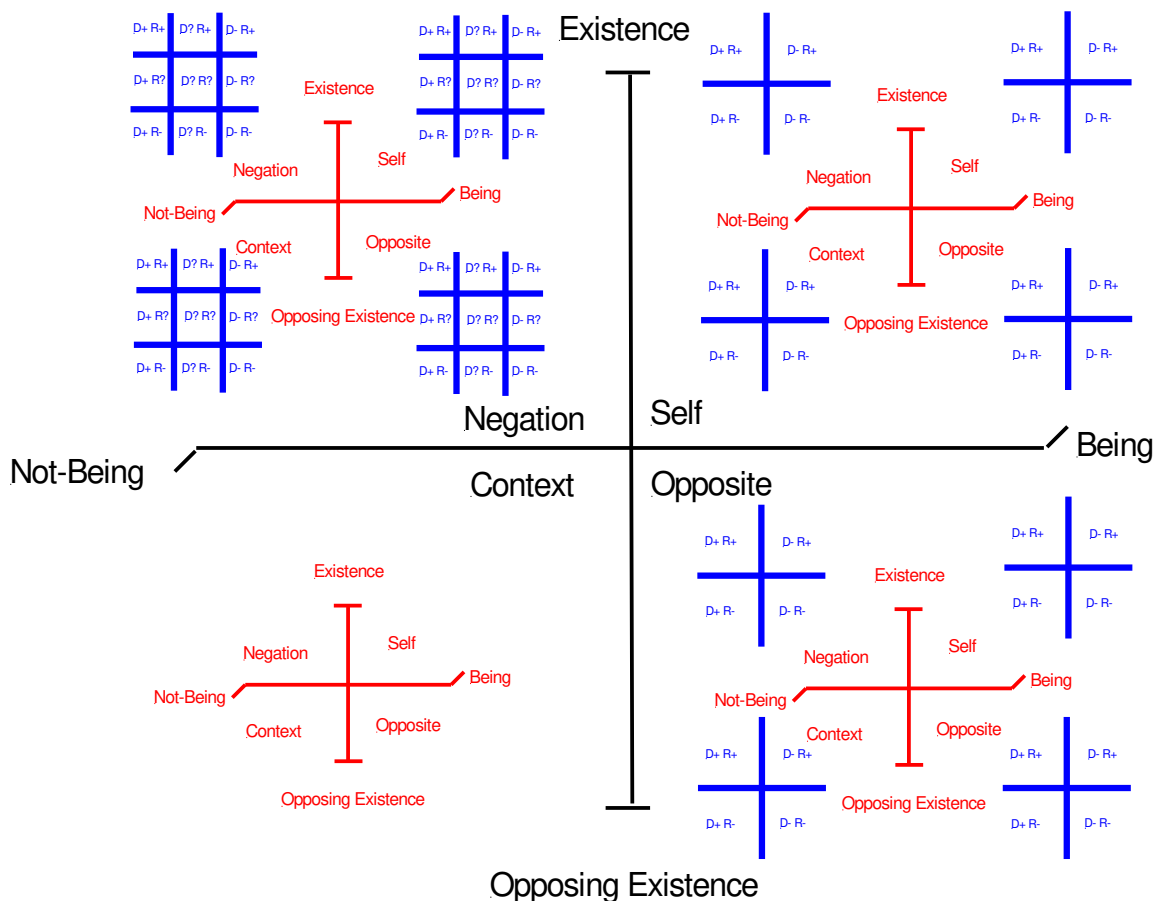 Existence
D+ R+ D? R+ D- R+
D+ R? D? R? D- R?
D+ R- D? R- D- R-
D+ R+ D? R+ D- R+
D+ R? D? R? D- R?
D+ R- D? R- D- R-
Existence
Negation Self
Not-Being Being
Context Opposite
Opposing Existence
D+ R+ D? R+ D- R+
D+ R? D? R? D- R?
D+ R- D? R- D- R-
D+ R+ D? R+ D- R+
D+ R? D? R? D- R?
D+ R- D? R- D- R-
D+ R+ D- R+
D+ R- D- R-
D+ R+ D- R+
D+ R- D- R-
Existence
Negation Self
Not-Being Being
Context Opposite
Opposing Existence
D+ R+ D- R+
D+ R- D- R-
D+ R+ D- R+
D+ R- D- R-
Negation Self
Not-Being Being
Context Opposite
Existence
Negation Self
Not-Being Being
Context Opposite
Opposing Existence
D+ R+ D- R+
D+ R- D- R-
D+ R+ D- R+
D+ R- D- R-
Existence
Negation Self
Not-Being Being
Context Opposite
Opposing Existence
D+ R+ D- R+
D+ R- D- R-
D+ R+ D- R+
D+ R- D- R-
Opposing Existence